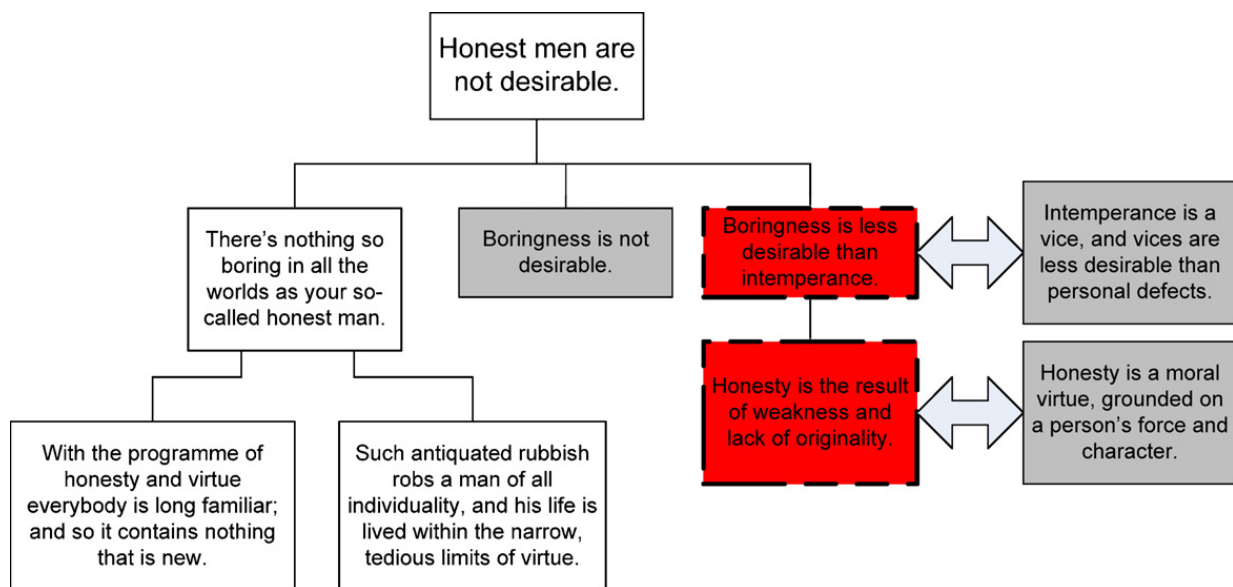 Honest men are
not desirable.
There's nothing so
boring in all the
worlds as your so-
called honest man.
Boringness is not
desirable.
Boringness is less
desirable than
intemperance.
Intemperance is a
vice, and vices are
less desirable than
personal defects.
Honesty is the result
of weakness and
lack of originality.
Honesty is a moral
virtue, grounded on
a person's force and
character.
With the programme of
honesty and virtue
everybody is long familiar;
and so it contains nothing
that is new.
Such antiquated rubbish
robs a man of all
individuality, and his life is
lived within the narrow,
tedious limits of virtue.